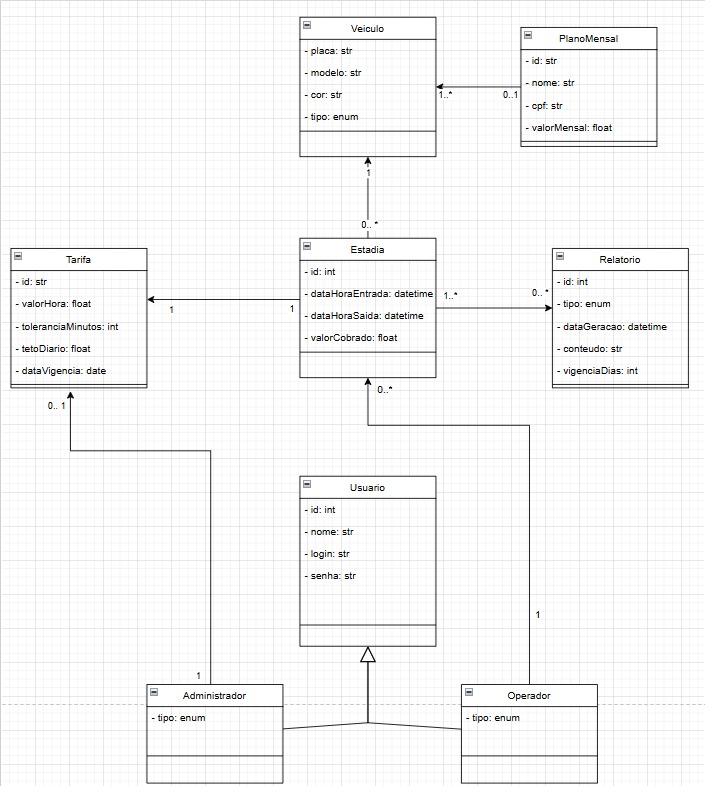 Veiculo
- placa: str
- modelo: str
- cor: str
- tipo: enum
PlanoMensal
- id: str
- nome: str
- cpf: str
- valorMensal: float
1..*
0..1
1
0.. *
Tarifa
- id: str
- valorHora: float
- toleranciaMinutos: int
- tetoDiario: float
- dataVigencia: date
1
1
Estadia
- id: int
- dataHoraEntrada: datetime
- dataHoraSaida: datetime
- valorCobrado: float
1..*
0.. *
Relatorio
- id: int
- tipo: enum
- dataGeracao: datetime
- conteudo: str
- vigenciaDias: int
0.. 1
0..*
Usuario
- id: int
- nome: str
- login: str
- senha: str
1
1
Administrador
- tipo: enum
Operador
- tipo: enum